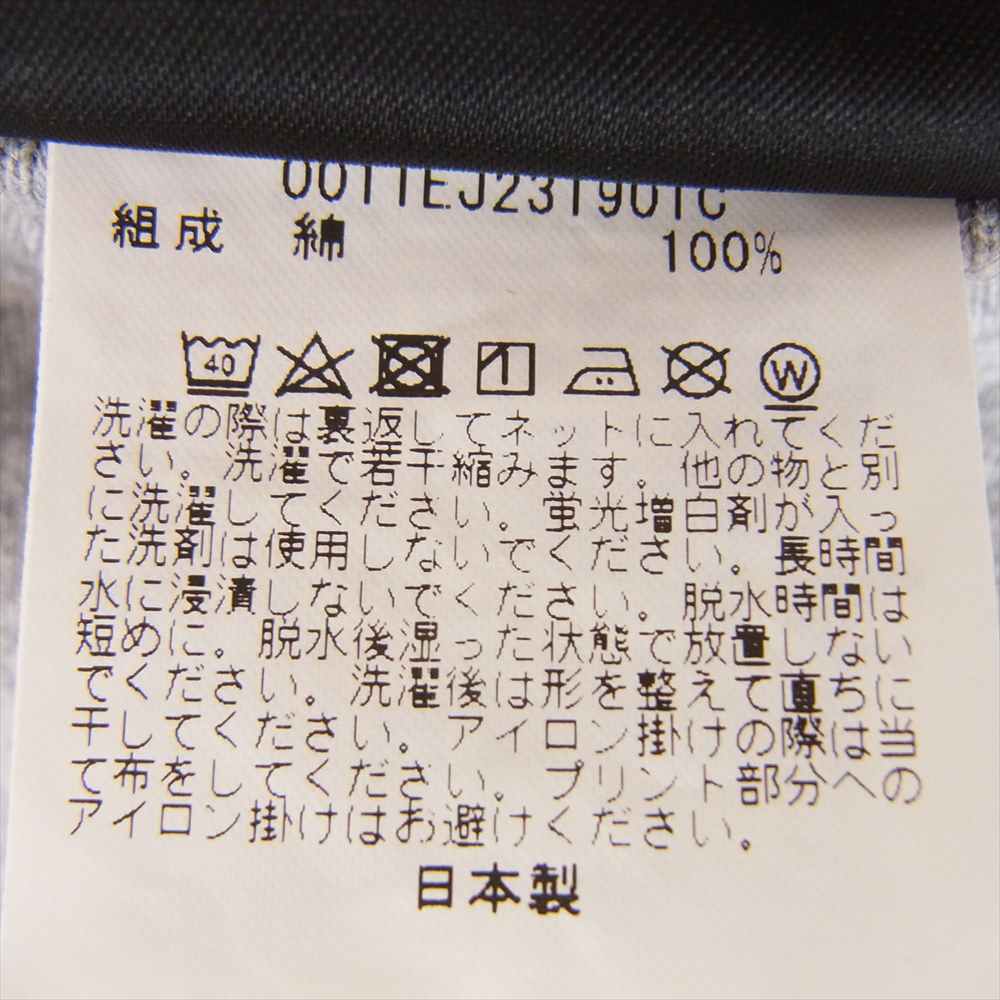 0011EJ231901C
組成 綿 100%
40 W
洗濯の際は裏返してネットに入れてくだ
さい。洗濯で若干縮みます。他の物と別
に洗濯してください。蛍光増白剤が入っ
た洗剤は使用しないでください。長時間
水に浸漬しないでください。脱水時間は
短めに。脱水後湿った状態で放置しない
でください。洗濯後は形を整えて直ちに
干してください。アイロン掛けの際は当
て布をしてください。プリント部分への
アイロン掛けはお避けください。
日本製